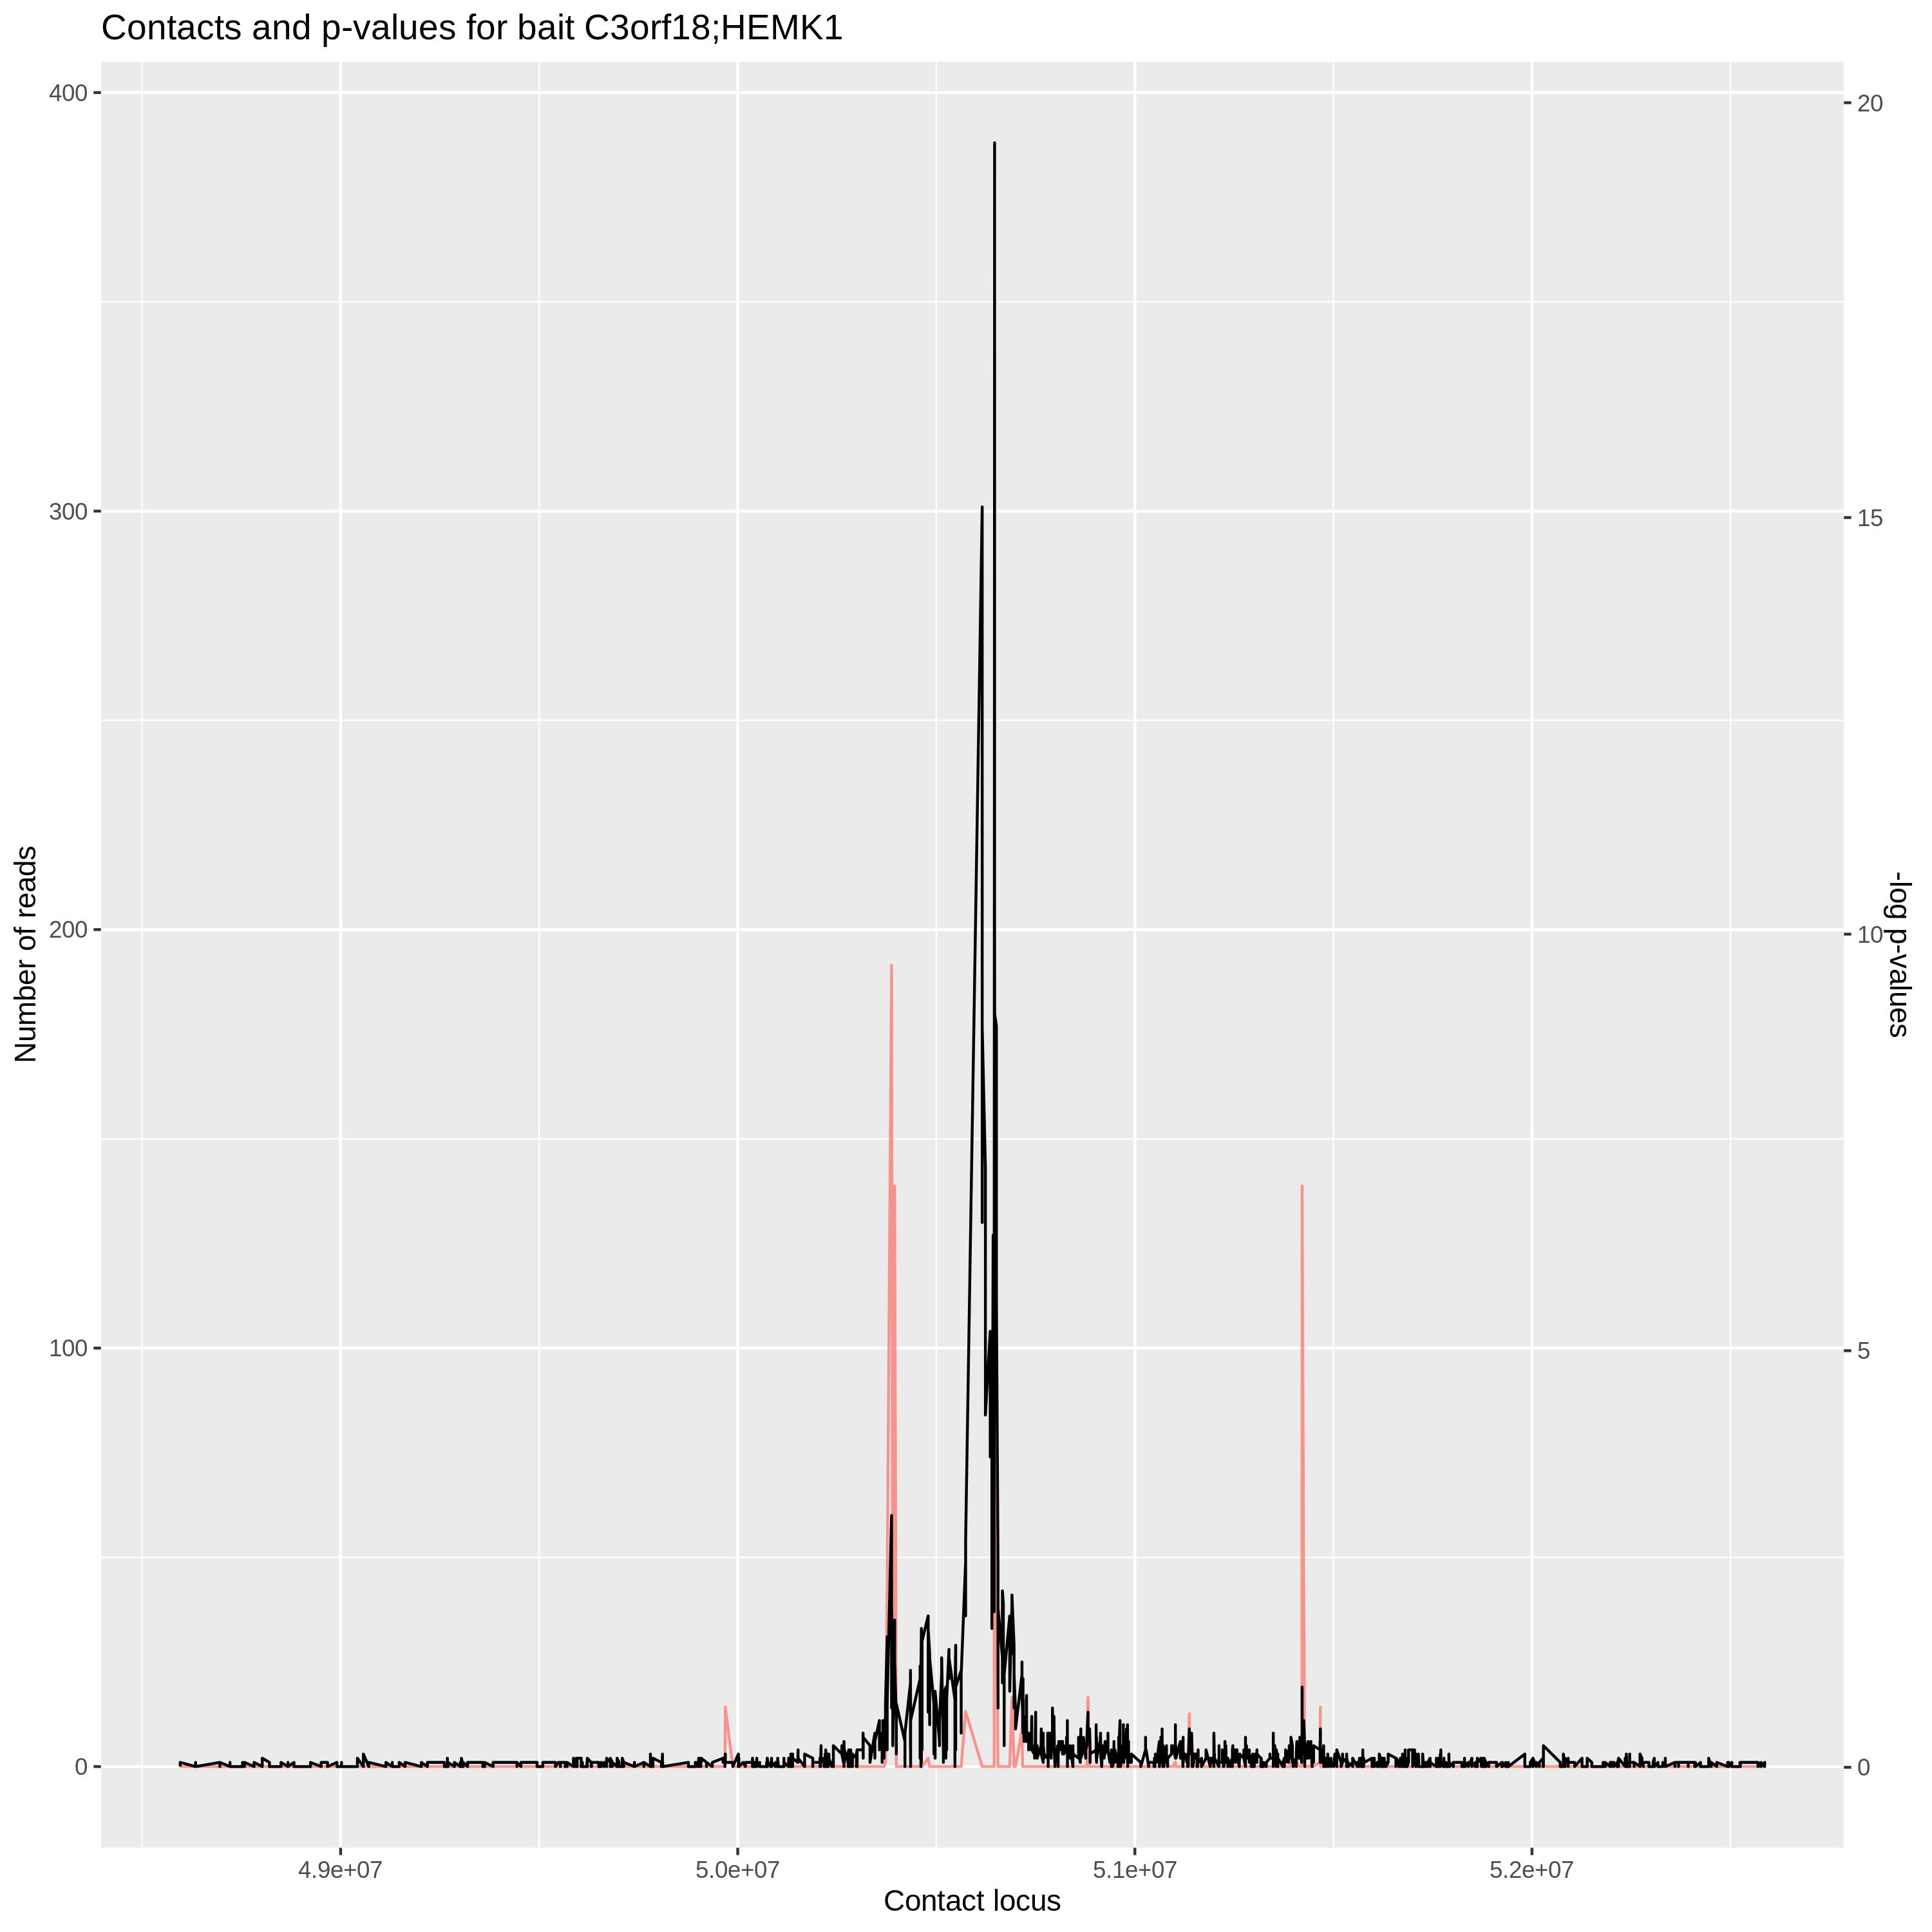 Contacts and p-values for bait C3orf18;HEMK1
400
300
200
100
0
Number of reads
20
15
10
5
0
-log p-values
4.9e+07
5.0e+07
5.1e+07
5.2e+07
Contact locus